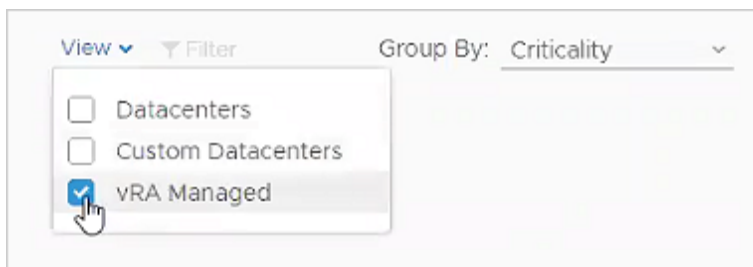 View Filter Group By: Criticality
Datacenters
Custom Datacenters
vRA Managed